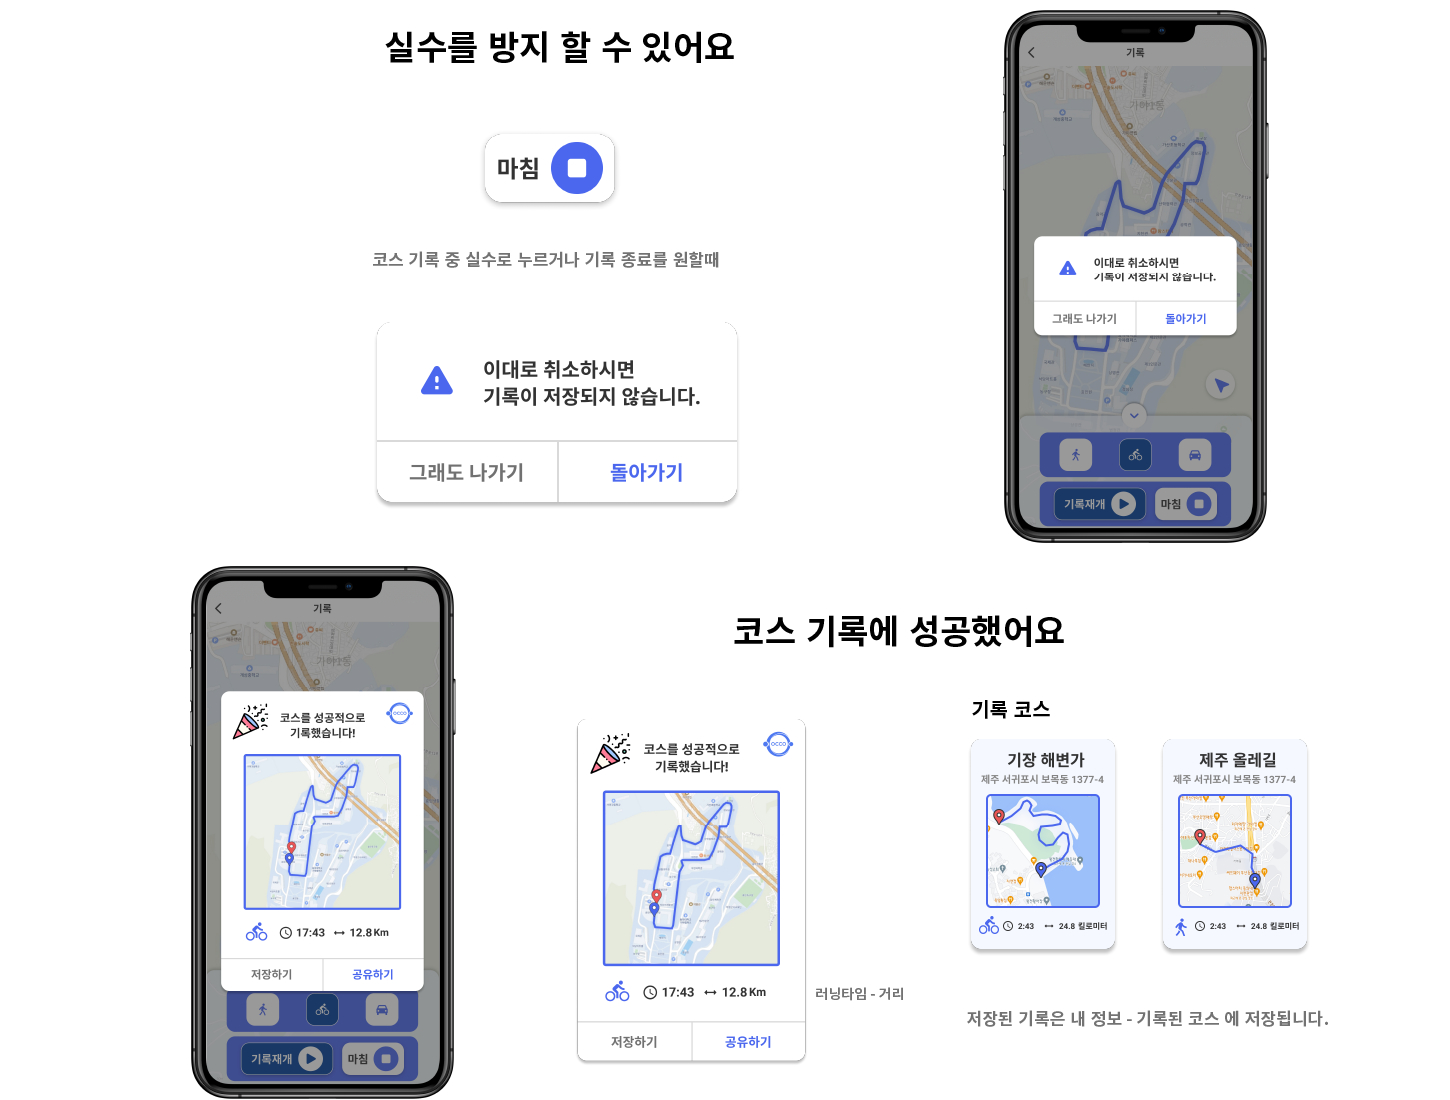 실수를 방지 할 수 있어요
마침
코스 기록 중 실수로 누르거나 기록 종료를 원할때
이대로 취소하시면
기록이 저장되지 않습니다.
그래도 나가기
돌아가기
기록
가야1동
이대로 취소하시면
기록이 저장되지 않습니다.
그래도 나가기
돌아가기
기록재개
마침
기록
코스를 성공적으로
기록했습니다!
OCCO
17:43
12.8Km
저장하기
공유하기
기록재개
마침
코스 기록에 성공했어요
코스를 성공적으로
기록했습니다!
OCCO
17:43
12.8Km
저장하기
공유하기
러닝타임 - 거리
기록 코스
기장 해변가
제주 서귀포시 보목동 1377-4
2:43
24.8 킬로미터
제주 올레길
제주 서귀포시 보목동 1377-4
2:43
24.8 킬로미터
저장된 기록은 내 정보 - 기록된 코스 에 저장됩니다.